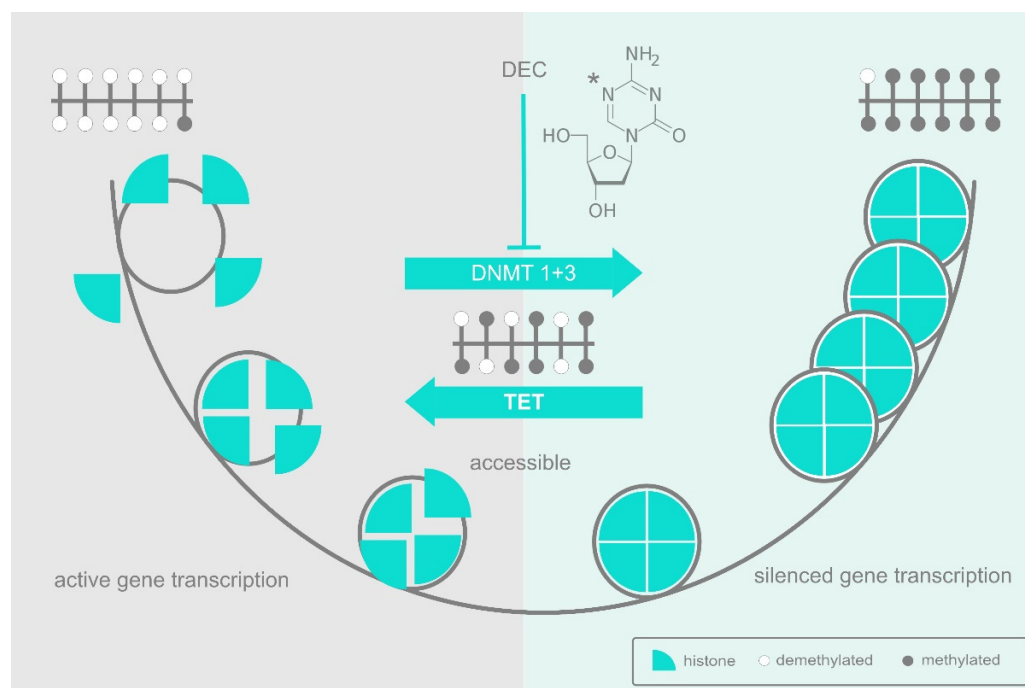 DEC
NH2
*
N
N
N
O
HO
O
OH
DNMT 1+3
TET
accessible
active gene transcription
silenced gene transcription
histone
demethylated
methylated